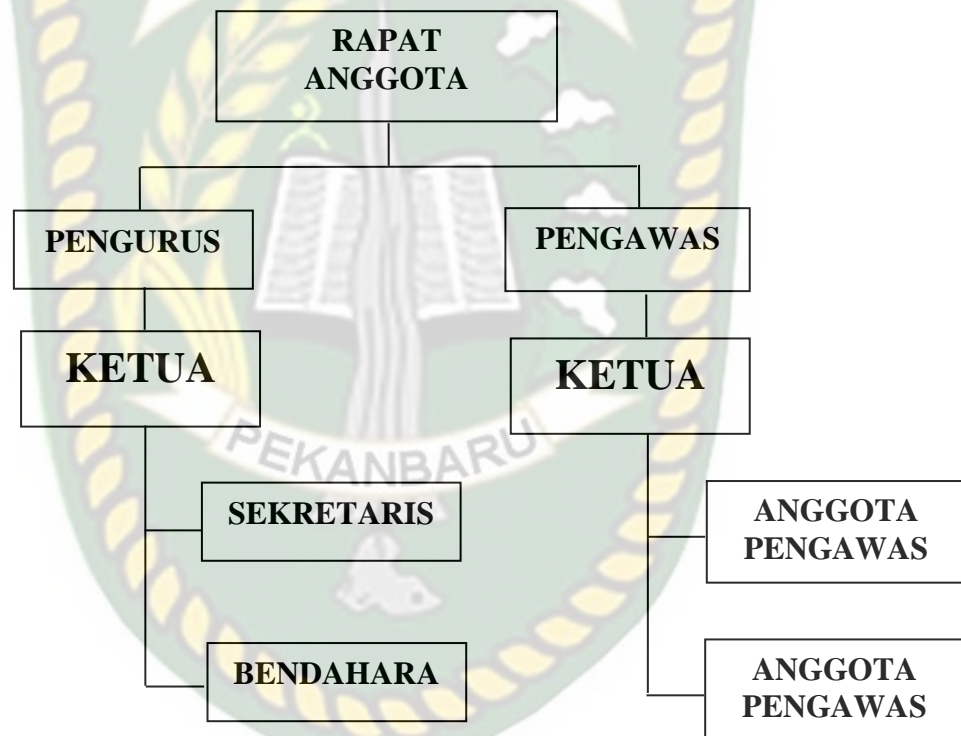 RAPAT
ANGGOTA
PENGURUS
PENGAWAS
KETUA
KETUA
PEKANBARU
SEKRETARIS
ANGGOTA
PENGAWAS
BENDAHARA
ANGGOTA
PENGAWAS